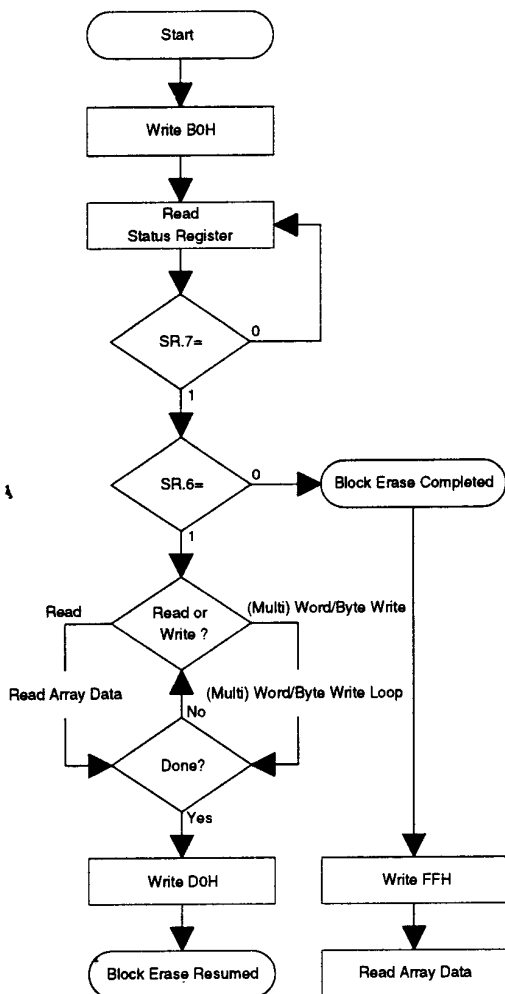 Start
Write B0H
Read
Status Register
SR.7=
0
1
SR.6=
0
Block Erase Completed
1
Read
Read or
Write ?
(Multi) Word/Byte Write
Read Array Data
(Multi) Word/Byte Write Loop
No
Done?
Yes
Write D0H
Write FFH
Block Erase Resumed
Read Array Data